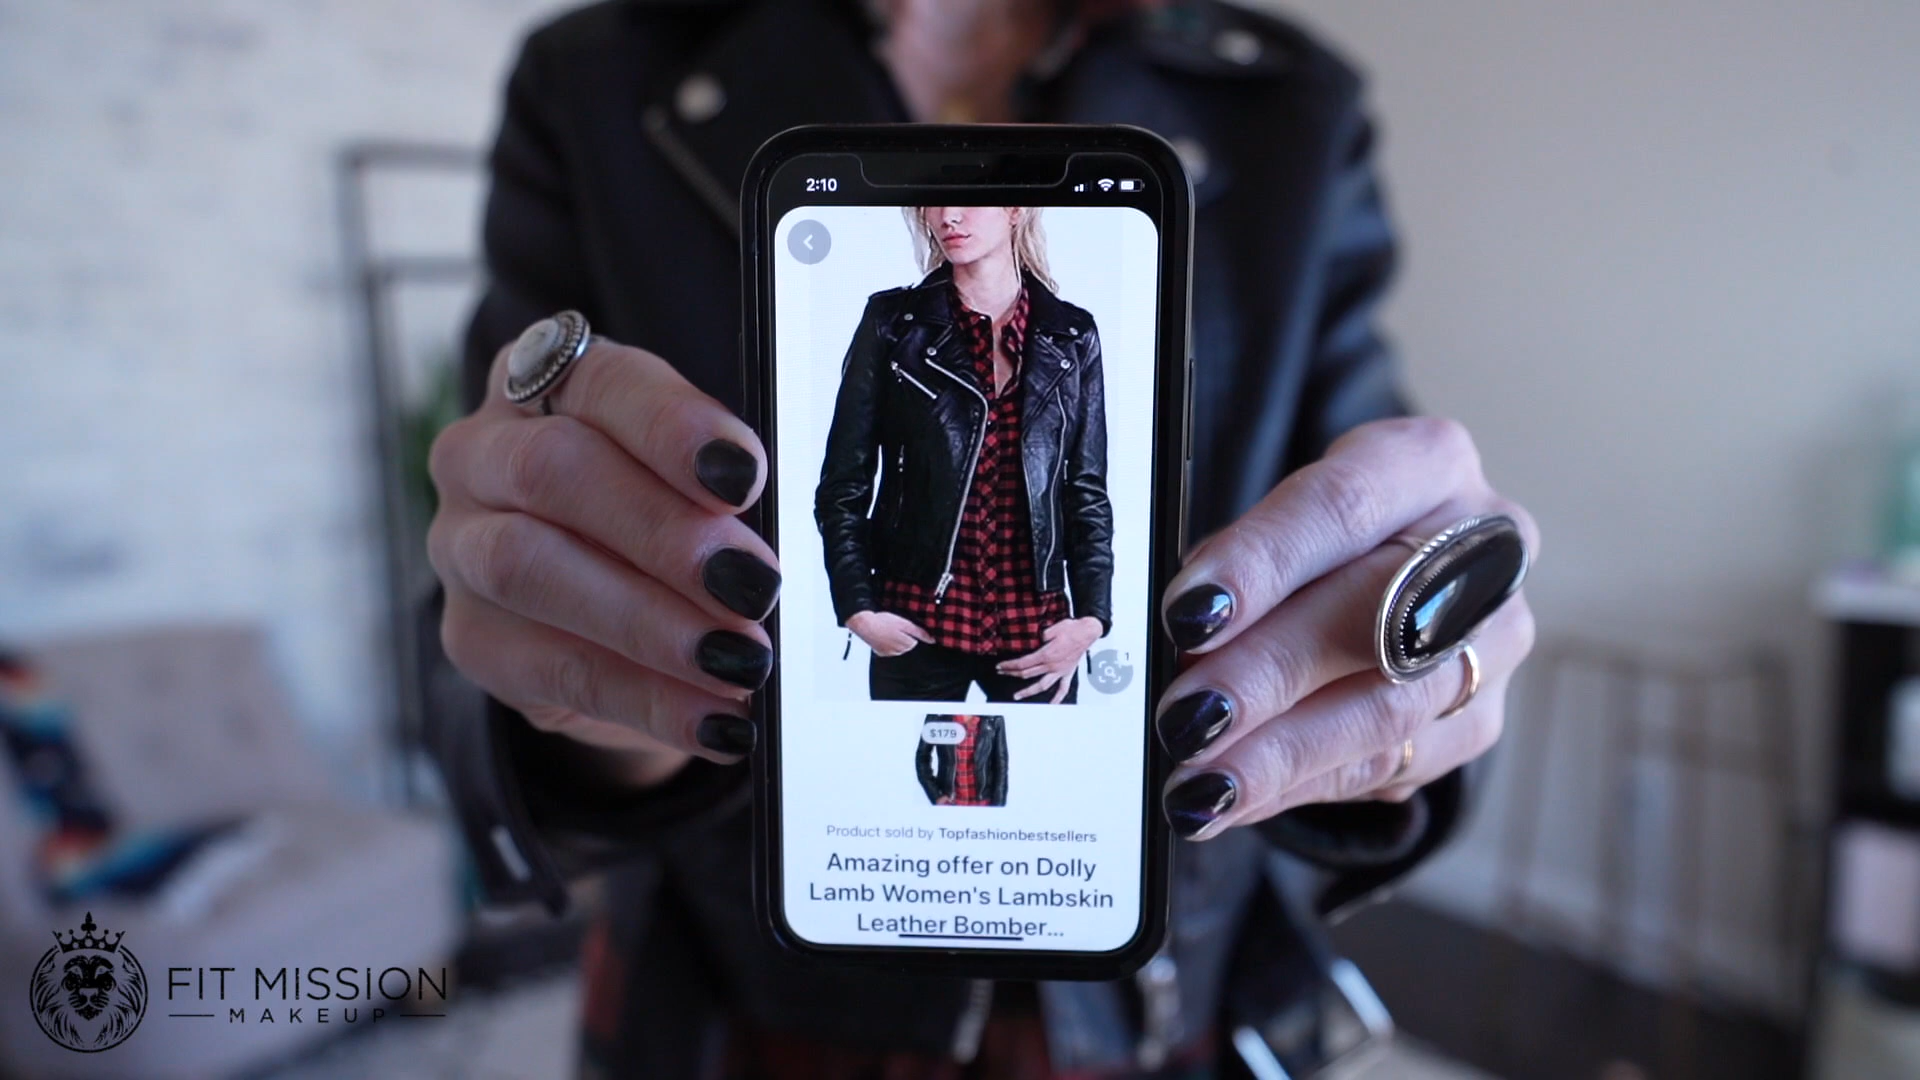 2:10
1
$179
Product sold by Topfashionbestsellers
Amazing offer on Dolly
Lamb Women's Lambskin
Leather Bomber...
FIT MISSION
MAKEUP